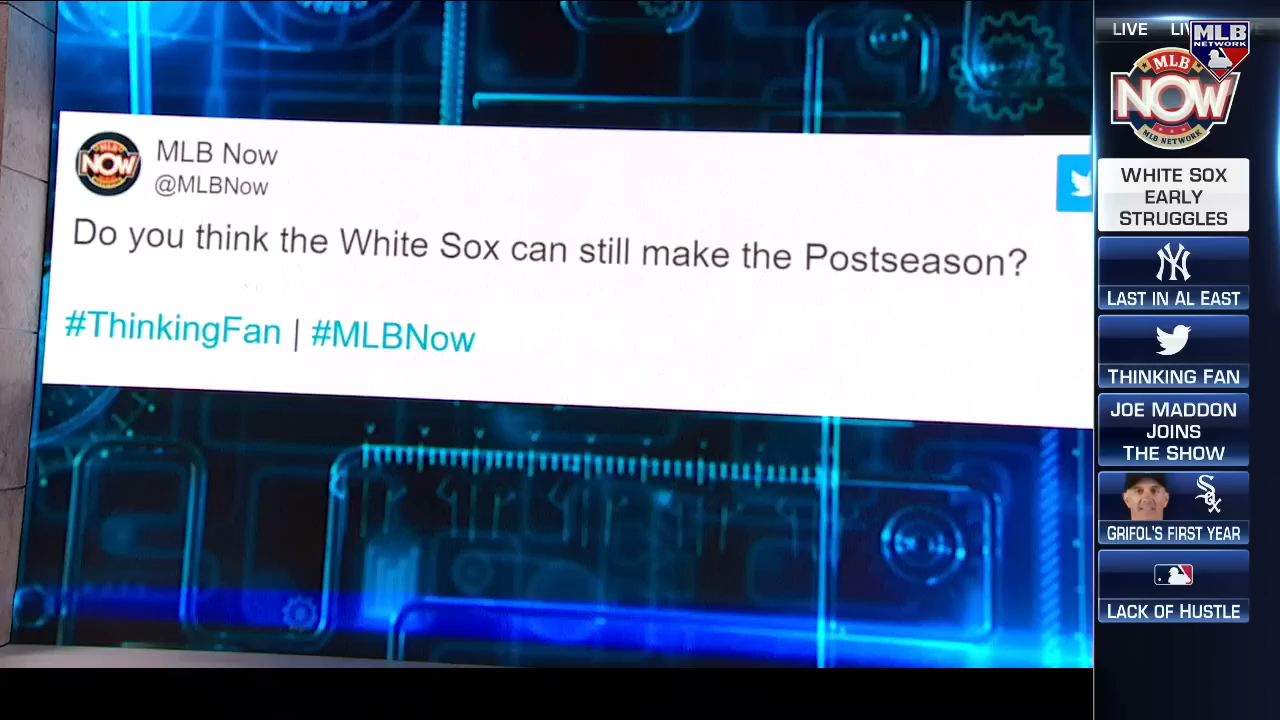 MLB Now
@MLBNow
Do you think the White Sox can still make the Postseason?
#ThinkingFan | #MLBNow
LIVE
MLB
NETWORK
MLB
NOW
MLB NETWORK
WHITE SOX
EARLY
STRUGGLES
LAST IN AL EAST
THINKING FAN
JOE MADDON
JOINS
THE SHOW
GRIFOL'S FIRST YEAR
LACK OF HUSTLE